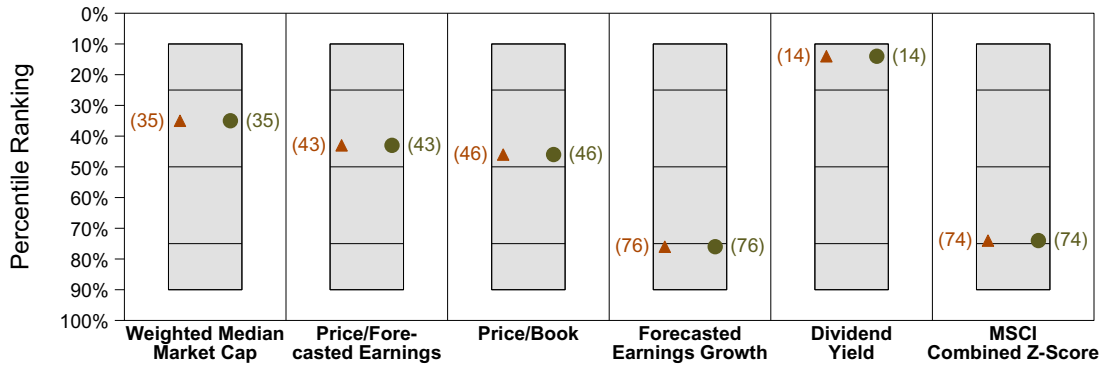 Percentile Ranking
0%
10%
20%
30%
40%
50%
60%
70%
80%
90%
100%
(35) (35)
(43) (43)
(46) (46)
(76) (76)
(14) (14)
(74) (74)
Weighted Median
Market Cap
Price/Fore-
casted Earnings
Price/Book
Forecasted
Earnings Growth
Dividend
Yield
MSCI
Combined Z-Score